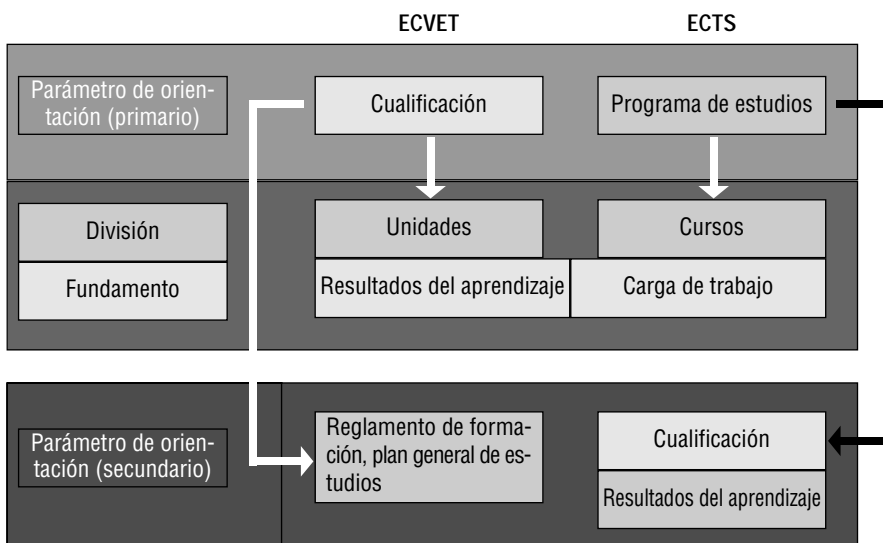 ECVET ECTS
Parámetro de orien-
tación (primario)
Cualificación
Programa de estudios
División
Unidades
Cursos
Fundamento
Resultados del aprendizaje
Carga de trabajo
Parámetro de orien-
tación (secundario)
Reglamento de forma-
ción, plan general de es-
tudios
Cualificación
Resultados del aprendizaje